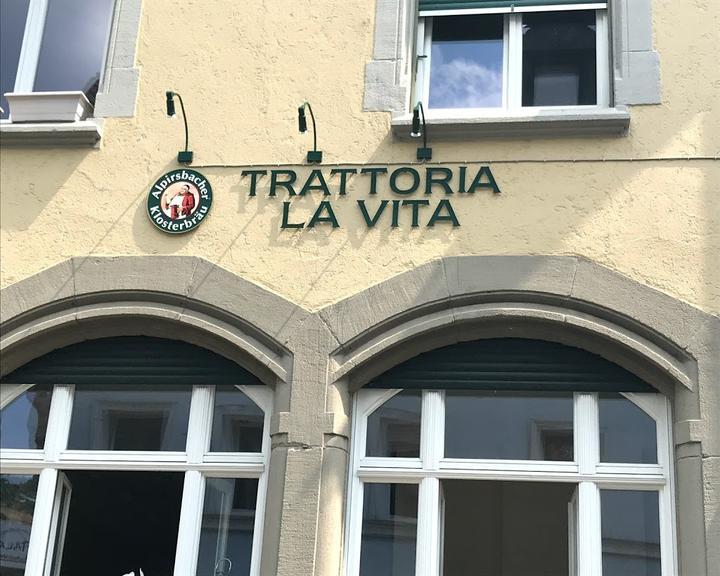 Alpirsbacher
Klosterbräu
TRATTORIA
LA VITA